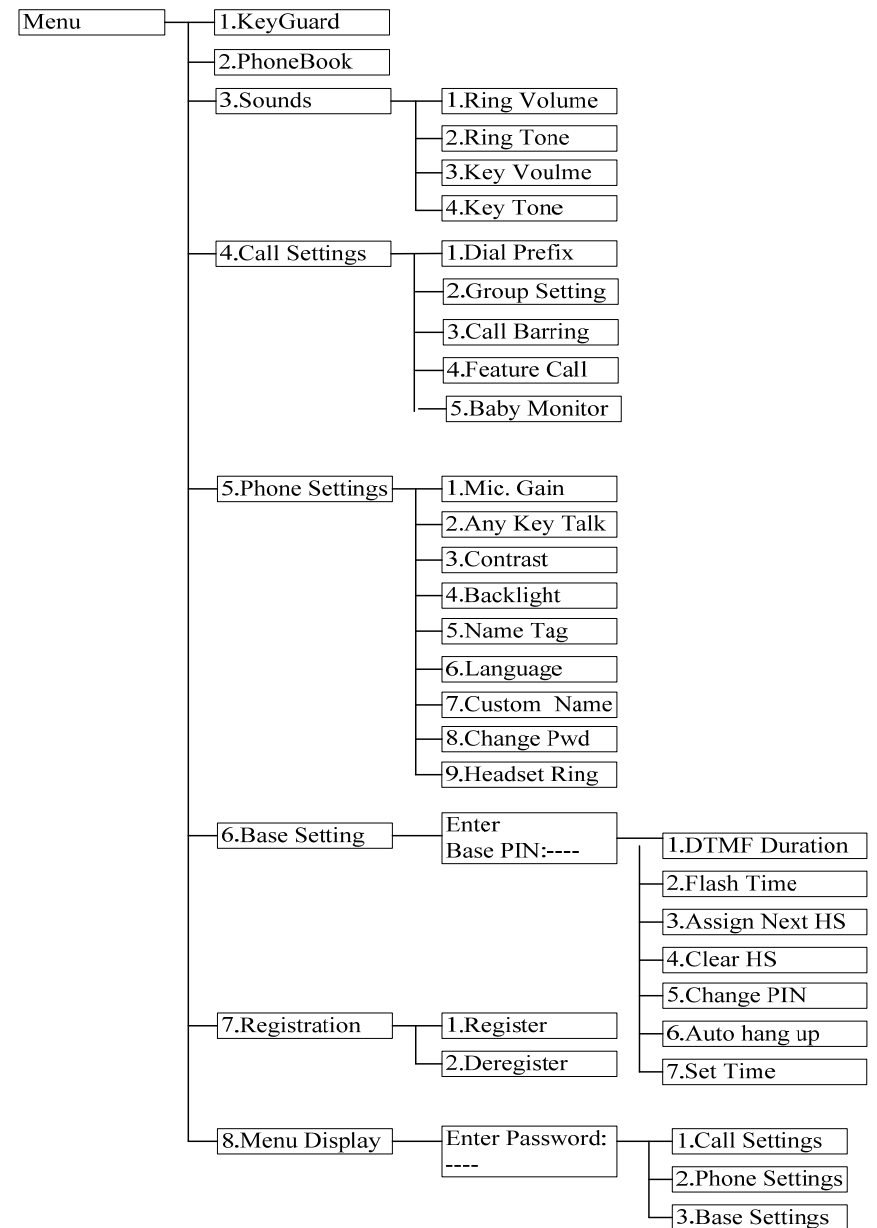 Menu
1.KeyGuard
2.PhoneBook
3.Sounds
1.Ring Volume
2.Ring Tone
3.Key Voulme
4.Key Tone
4.Call Settings
1.Dial Prefix
2.Group Setting
3.Call Barring
4.Feature Call
5.Baby Monitor
5.Phone Settings
1.Mic. Gain
2.Any Key Talk
3.Contrast
4.Backlight
5.Name Tag
6.Language
7.Custom Name
8.Change Pwd
9.Headset Ring
6.Base Setting
Enter
Base PIN:----
1.DTMF Duration
2.Flash Time
3.Assign Next HS
4.Clear HS
5.Change PIN
6.Auto hang up
7.Set Time
7.Registration
1.Register
2.Deregister
8.Menu Display
Enter Password:
----
1.Call Settings
2.Phone Settings
3.Base Settings